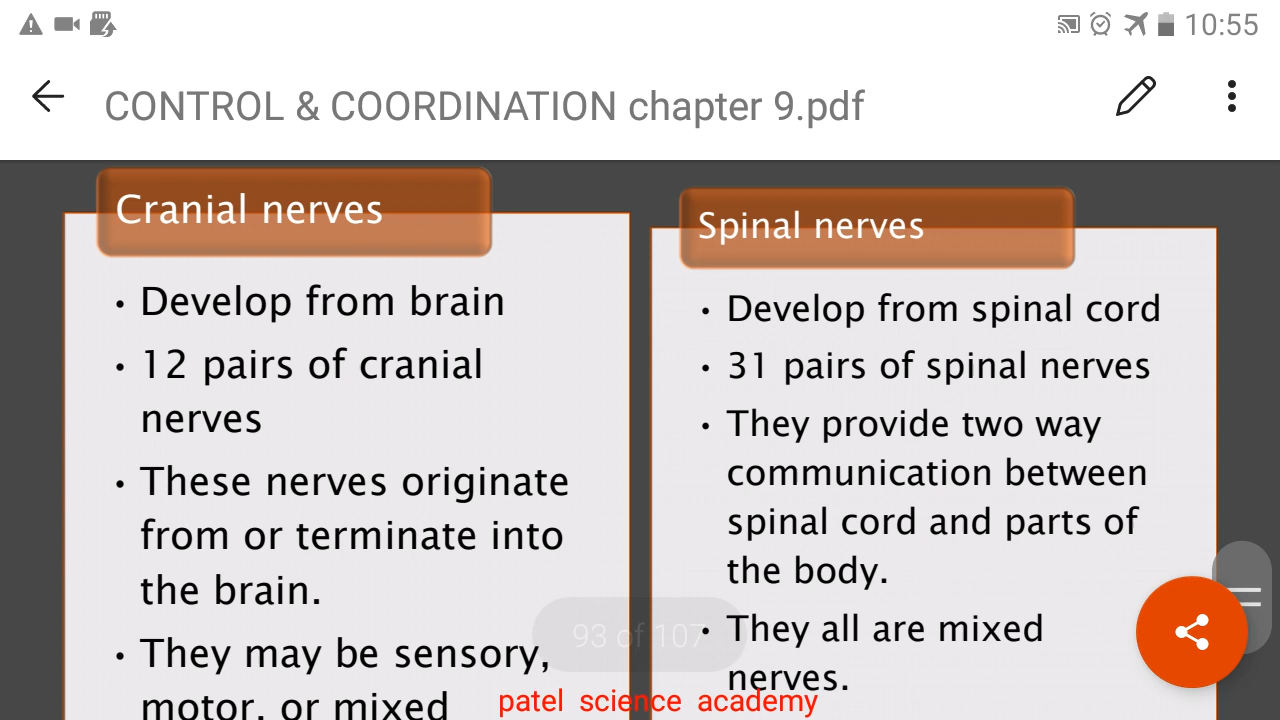 10:55
CONTROL & COORDINATION chapter 9.pdf
Cranial nerves
• Develop from brain
• 12 pairs of cranial
nerves
• These nerves originate
from or terminate into
the brain.
• They may be sensory,
motor, or mixed
Spinal nerves
• Develop from spinal cord
• 31 pairs of spinal nerves
• They provide two way
communication between
spinal cord and parts of
the body.
• They all are mixed
nerves.
93 of 107
patel science academy